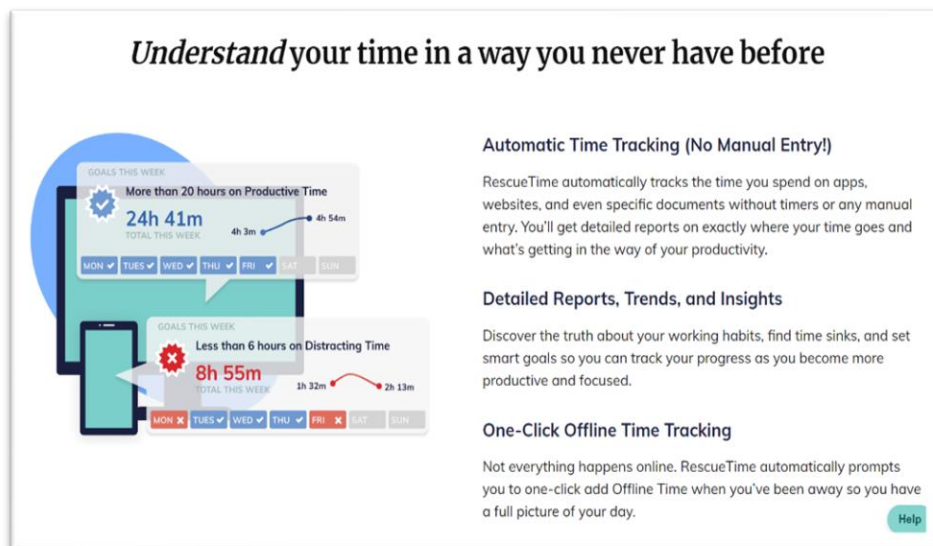 Understand your time in a way you never have before
GOALS THIS WEEK
More than 20 hours on Productive Time
24h 41m
TOTAL THIS WEEK
4h 3m
4h 54m
MON TUES WED THU FRI SAT SUN
GOALS THIS WEEK
Less than 6 hours on Distracting Time
8h 55m
TOTAL THIS WEEK
1h 32m
2h 13m
MON TUES WED THU FRI SAT SUN
Automatic Time Tracking (No Manual Entry!)
RescueTime automatically tracks the time you spend on apps,
websites, and even specific documents without timers or any manual
entry. You'll get detailed reports on exactly where your time goes and
what's getting in the way of your productivity.
Detailed Reports, Trends, and Insights
Discover the truth about your working habits, find time sinks, and set
smart goals so you can track your progress as you become more
productive and focused.
One-Click Offline Time Tracking
Not everything happens online. RescueTime automatically prompts
you to one-click add Offline Time when you've been away so you have
a full picture of your day.
Help